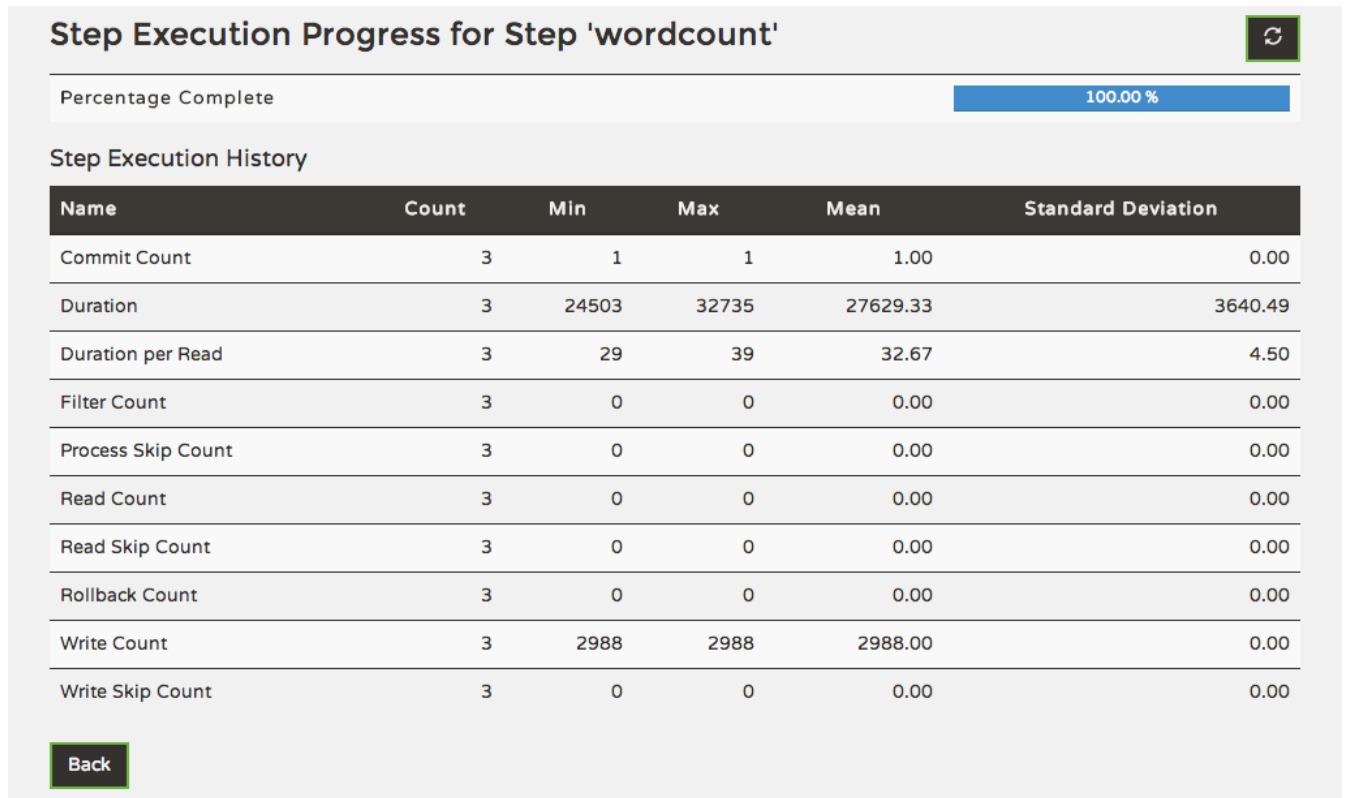 Step Execution Progress for Step 'wordcount'
Percentage Complete 100.00 %
Step Execution History
Name Count Min Max Mean Standard Deviation
Commit Count 3 1 1 1.00 0.00
Duration 3 24503 32735 27629.33 3640.49
Duration per Read 3 29 39 32.67 4.50
Filter Count 3 0 0 0.00 0.00
Process Skip Count 3 0 0 0.00 0.00
Read Count 3 0 0 0.00 0.00
Read Skip Count 3 0 0 0.00 0.00
Rollback Count 3 0 0 0.00 0.00
Write Count 3 2988 2988 2988.00 0.00
Write Skip Count 3 0 0 0.00 0.00
Back